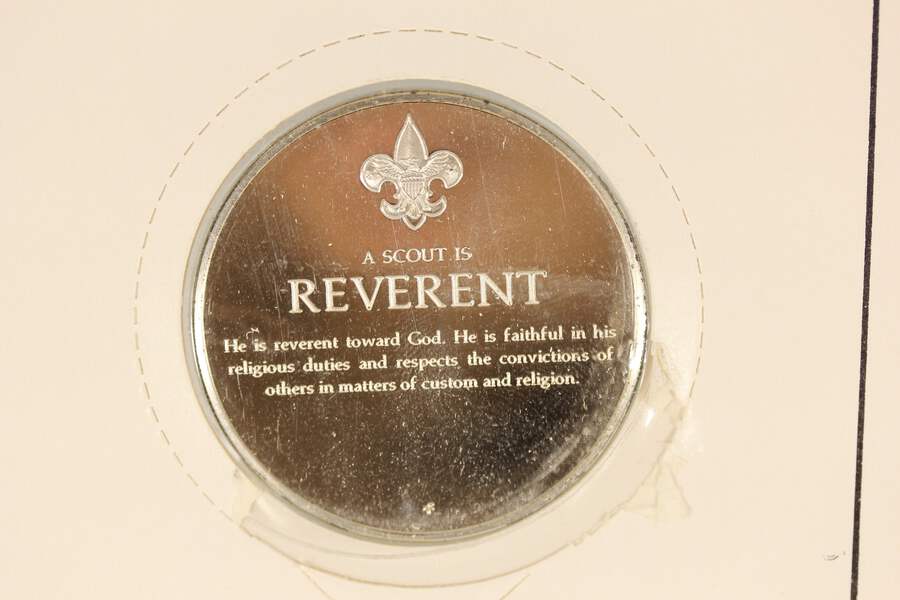 A SCOUT IS
REVERENT
He is reverent toward God. He is faithful in his
religious duties and respects the convictions of
others in matters of custom and religion.